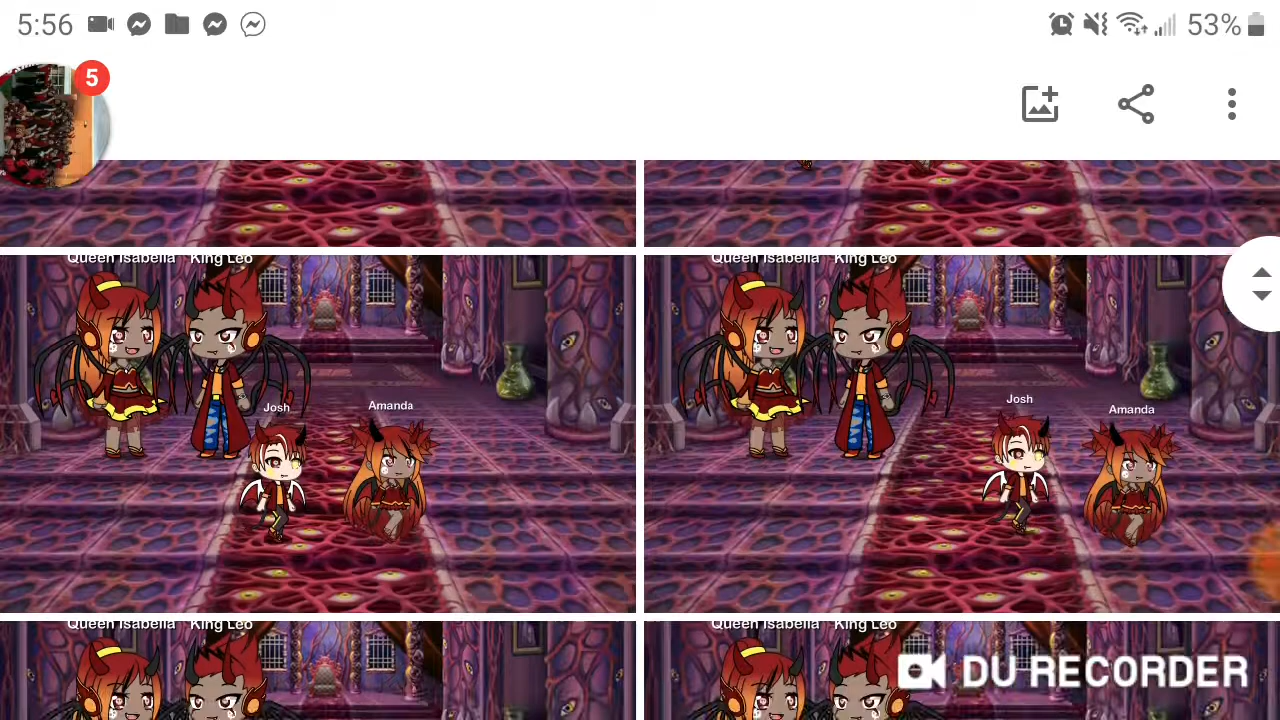 5:56
53%
5
Queen Isabella King Leo
Queen Isabella King Leo
Josh
Amanda
Josh
Amanda
Queen Isabella King Leo
Queen Isabella King Leo
DU RECORDER